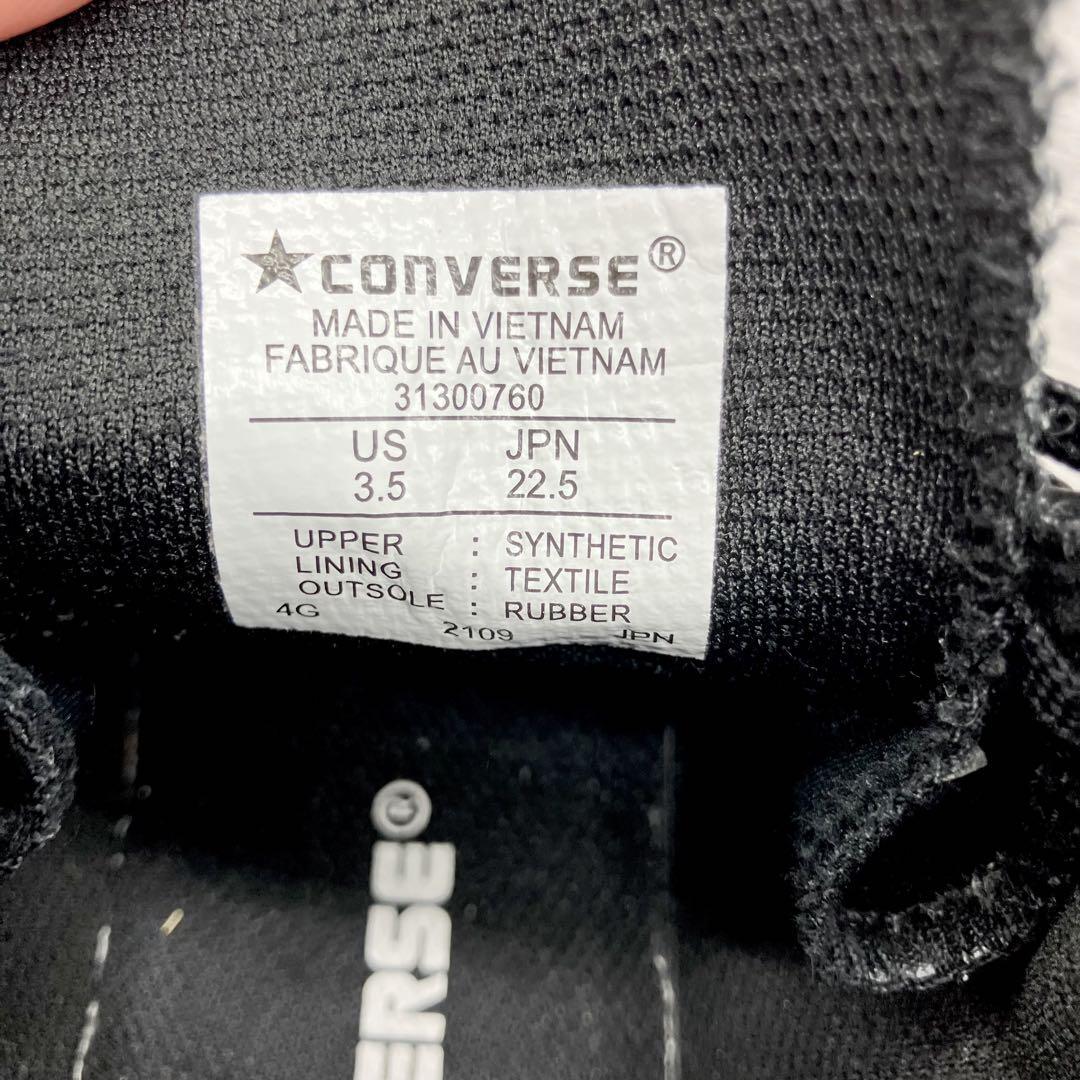 ★CONVERSE®
MADE IN VIETNAM
FABRIQUE AU VIETNAM
31300760
US JPN
3.5 22.5
UPPER : SYNTHETIC
LINING : TEXTILE
OUTSOLE : RUBBER
4G 2109 JPN
ERSE®